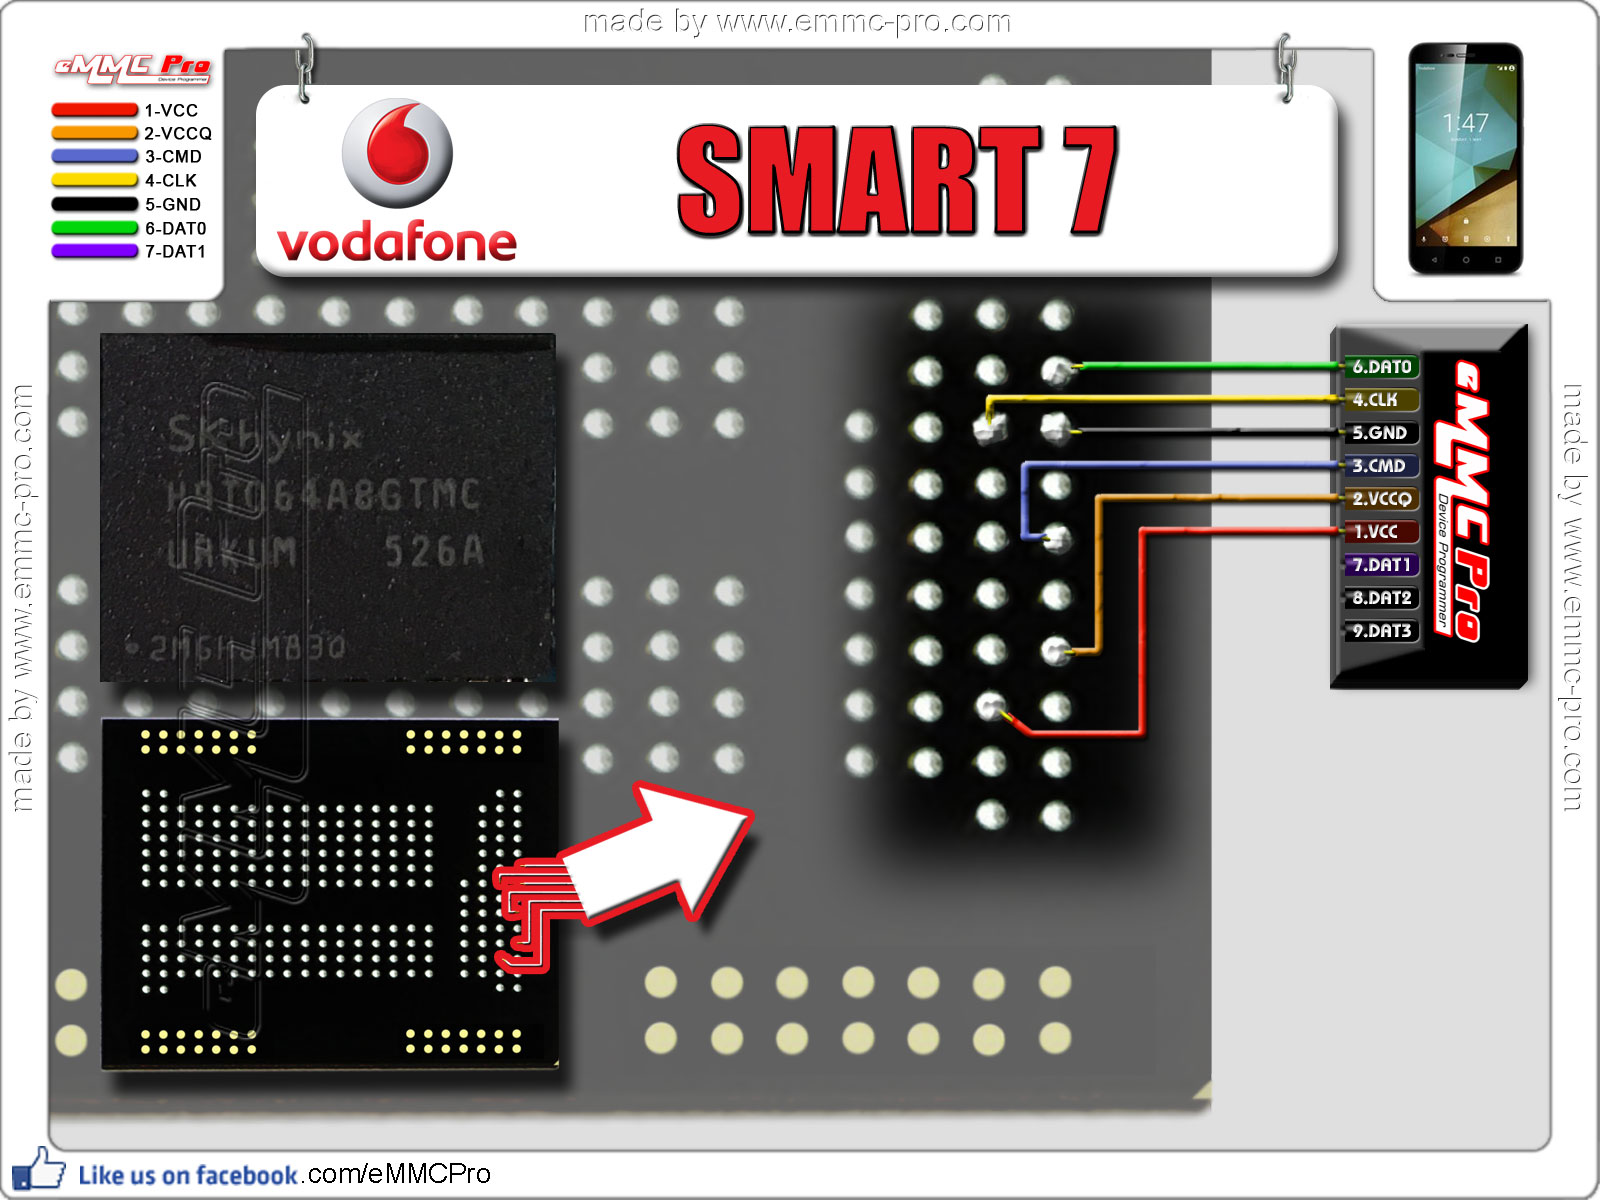 made by www.emmc-pro.com
eMMC Pro
Device Programmer
1-VCC
2-VCCQ
3-CMD
4-CLK
5-GND
6-DAT0
7-DAT1
vodafone
SMART 7
1:47
SKhynix
H9TQ64A8GTMC
URKUM 526A
6.DAT0
4.CLK
5.GND
3.CMD
2.VCCQ
1.VCC
7.DAT1
8.DAT2
9.DAT3
eMMC Pro
Device Programmer
made by www.emmc-pro.com
made by www.emmc-pro.com
Like us on facebook.com/eMMCPro